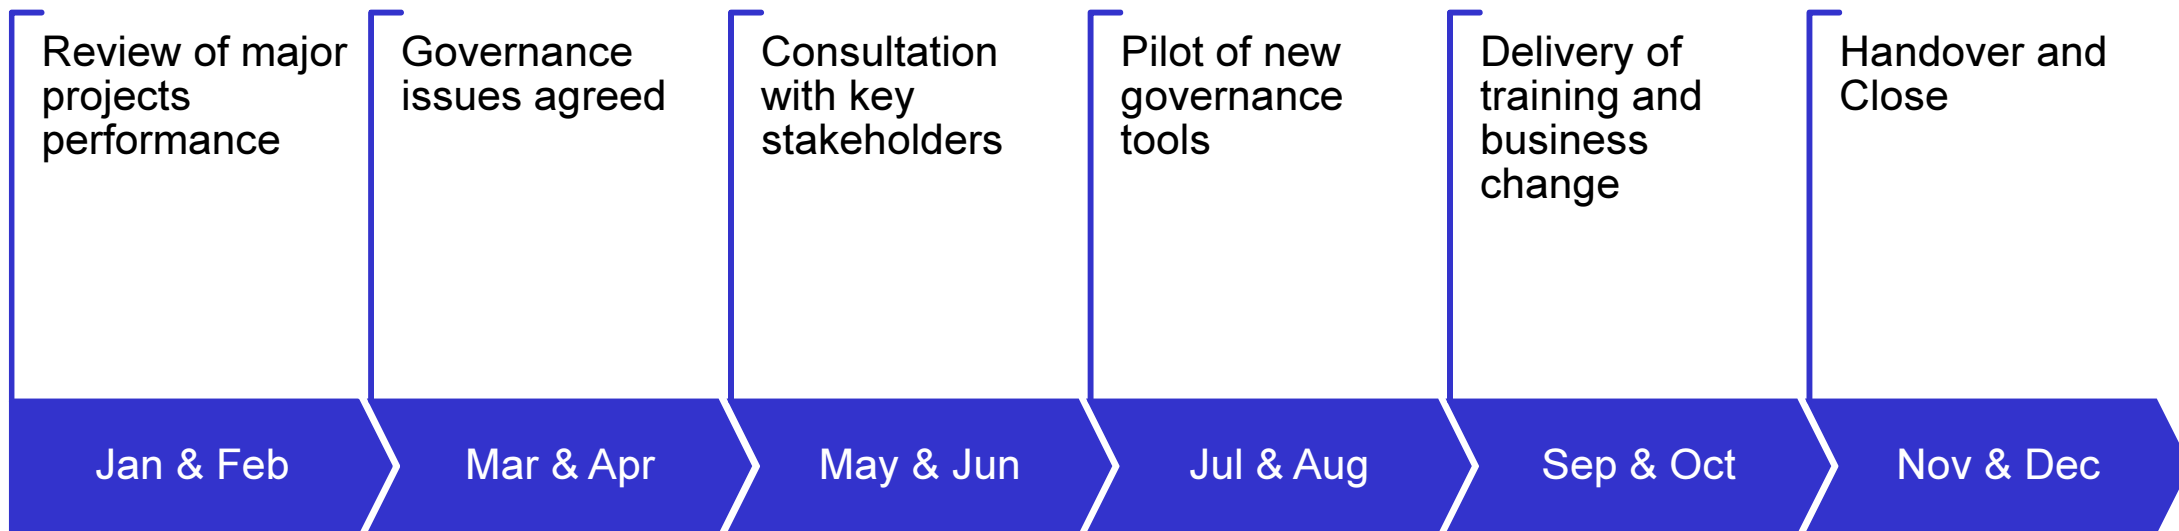 Review of major
projects
performance
Governance
issues agreed
Consultation
with key
stakeholders
Pilot of new
governance
tools
Delivery of
training and
business
change
Handover and
Close
Jan & Feb
Mar & Apr
May & Jun
Jul & Aug
Sep & Oct
Nov & Dec